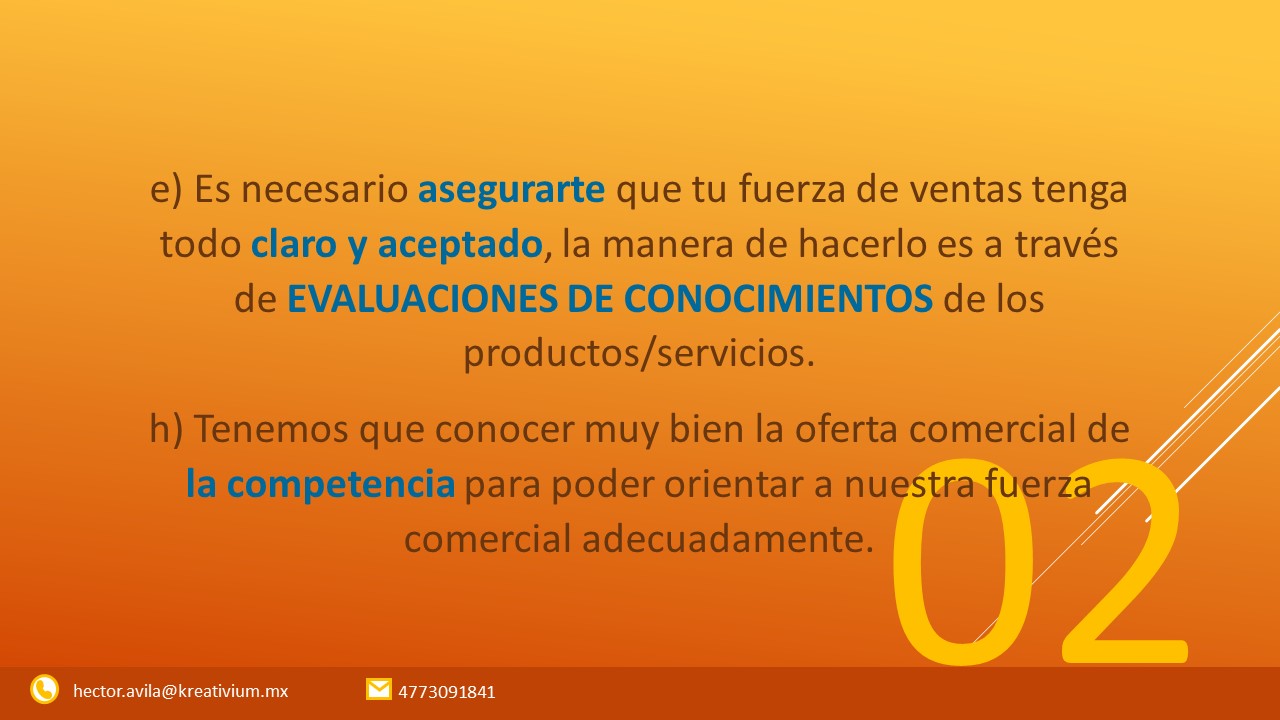 e) Es necesario asegurarte que tu fuerza de ventas tenga
todo claro y aceptado, la manera de hacerlo es a través
de EVALUACIONES DE CONOCIMIENTOS de los
productos/servicios.
h) Tenemos que conocer muy bien la oferta comercial de
la competencia para poder orientar a nuestra fuerza
comercial adecuadamente.
02
hector.avila@kreativium.mx
4773091841